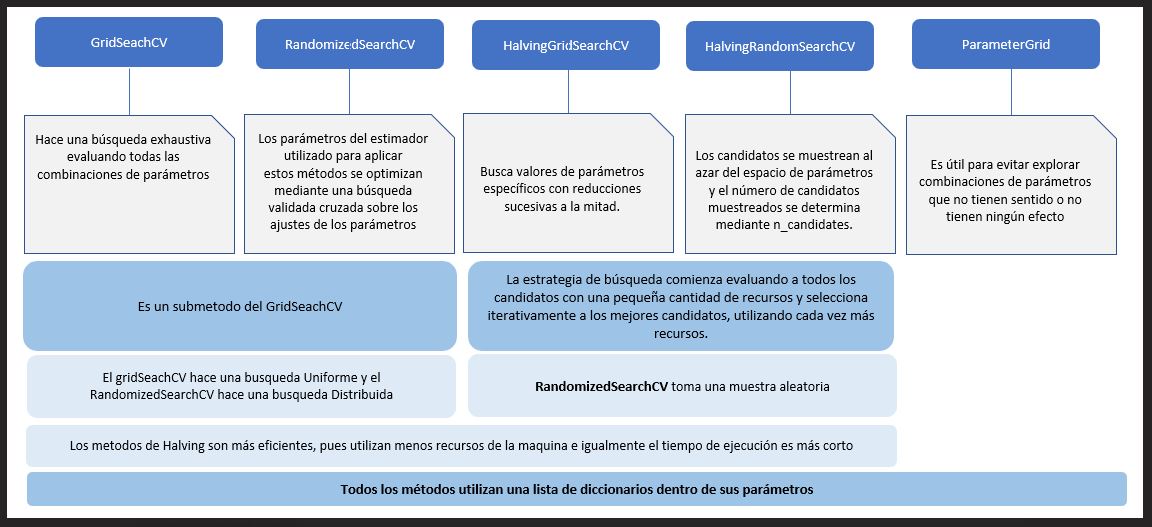 GridSeachCV
RandomizedSearchCV
HalvingGridSearchCV
HalvingRandomSearchCV
ParameterGrid
Hace una búsqueda exhaustiva
evaluando todas las
combinaciones de parámetros
Los parámetros del estimador
utilizado para aplicar
estos métodos se optimizan
mediante una búsqueda
validada cruzada sobre los
ajustes de los parámetros
Busca valores de parámetros
específicos con reducciones
sucesivas a la mitad.
Los candidatos se muestrean al
azar del espacio de parámetros
y el número de candidatos
muestreados se determina
mediante n_candidates.
Es útil para evitar explorar
combinaciones de parámetros
que no tienen sentido o no
tienen ningún efecto
Es un submetodo del GridSeachCV
La estrategia de búsqueda comienza evaluando a todos los
candidatos con una pequeña cantidad de recursos y selecciona
iterativamente a los mejores candidatos, utilizando cada vez más
recursos.
El gridSeachCV hace una busqueda Uniforme y el
RandomizedSearchCV hace una busqueda Distribuida
RandomizedSearchCV toma una muestra aleatoria
Los metodos de Halving son más eficientes, pues utilizan menos recursos de la maquina e igualmente el tiempo de ejecución es más corto
Todos los métodos utilizan una lista de diccionarios dentro de sus parámetros